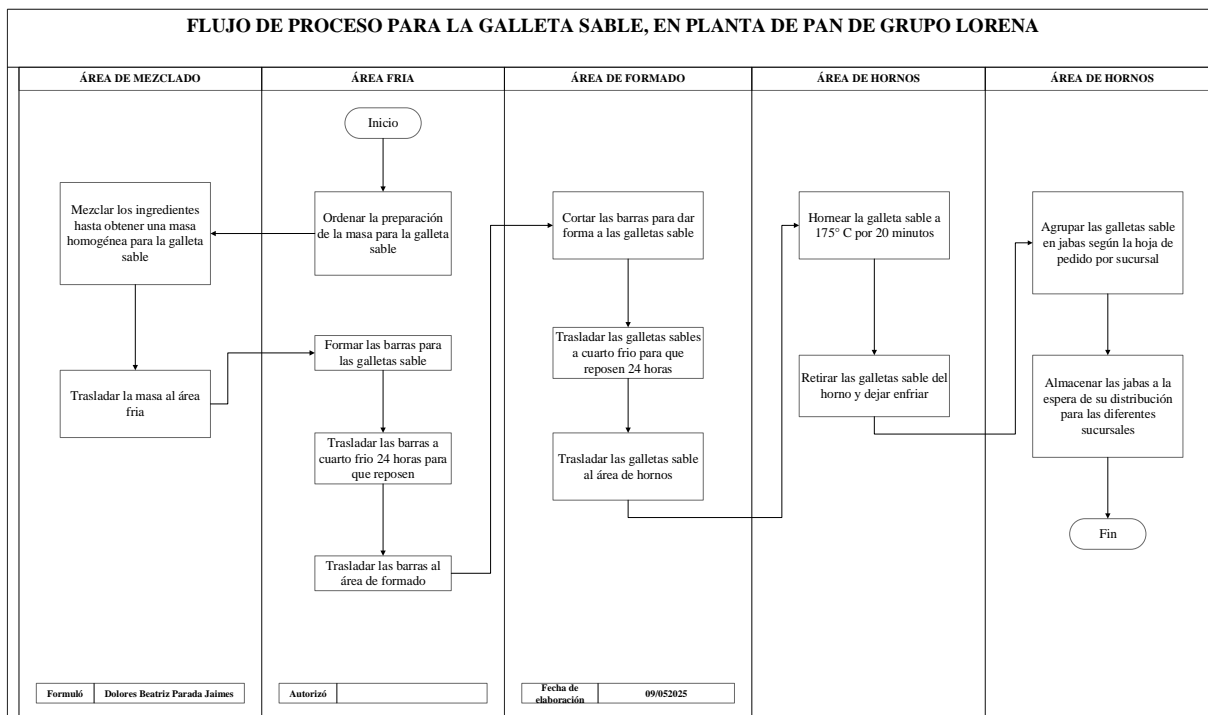 FLUJO DE PROCESO PARA LA GALLETA SABLE, EN PLANTA DE PAN DE GRUPO LORENA
ÁREA DE MEZCLADO
Mezclar los ingredientes
hasta obtener una masa
homogénea para la galleta
sable
Trasladar la masa al área
fria
ÁREA FRIA
Inicio
Ordenar la preparación
de la masa para la galleta
sable
Formar las barras para
las galletas sable
Trasladar las barras a
cuarto frio 24 horas para
que reposen
Trasladar las barras al
área de formado
ÁREA DE FORMADO
Cortar las barras para dar
forma a las galletas sable
Trasladar las galletas sables
a cuarto frio para que
reposen 24 horas
Trasladar las galletas sable
al área de hornos
ÁREA DE HORNOS
Hornear la galleta sable a
175° C por 20 minutos
Retirar las galletas sable del
horno y dejar enfriar
ÁREA DE HORNOS
Agrupar las galletas sable
en jabas según la hoja de
pedido por sucursal
Almacenar las jabas a la
espera de su distribución
para las diferentes
sucursales
Fin
Formuló
Dolores Beatriz Parada Jaimes
Autorizó
Fecha de
elaboración
09/052025